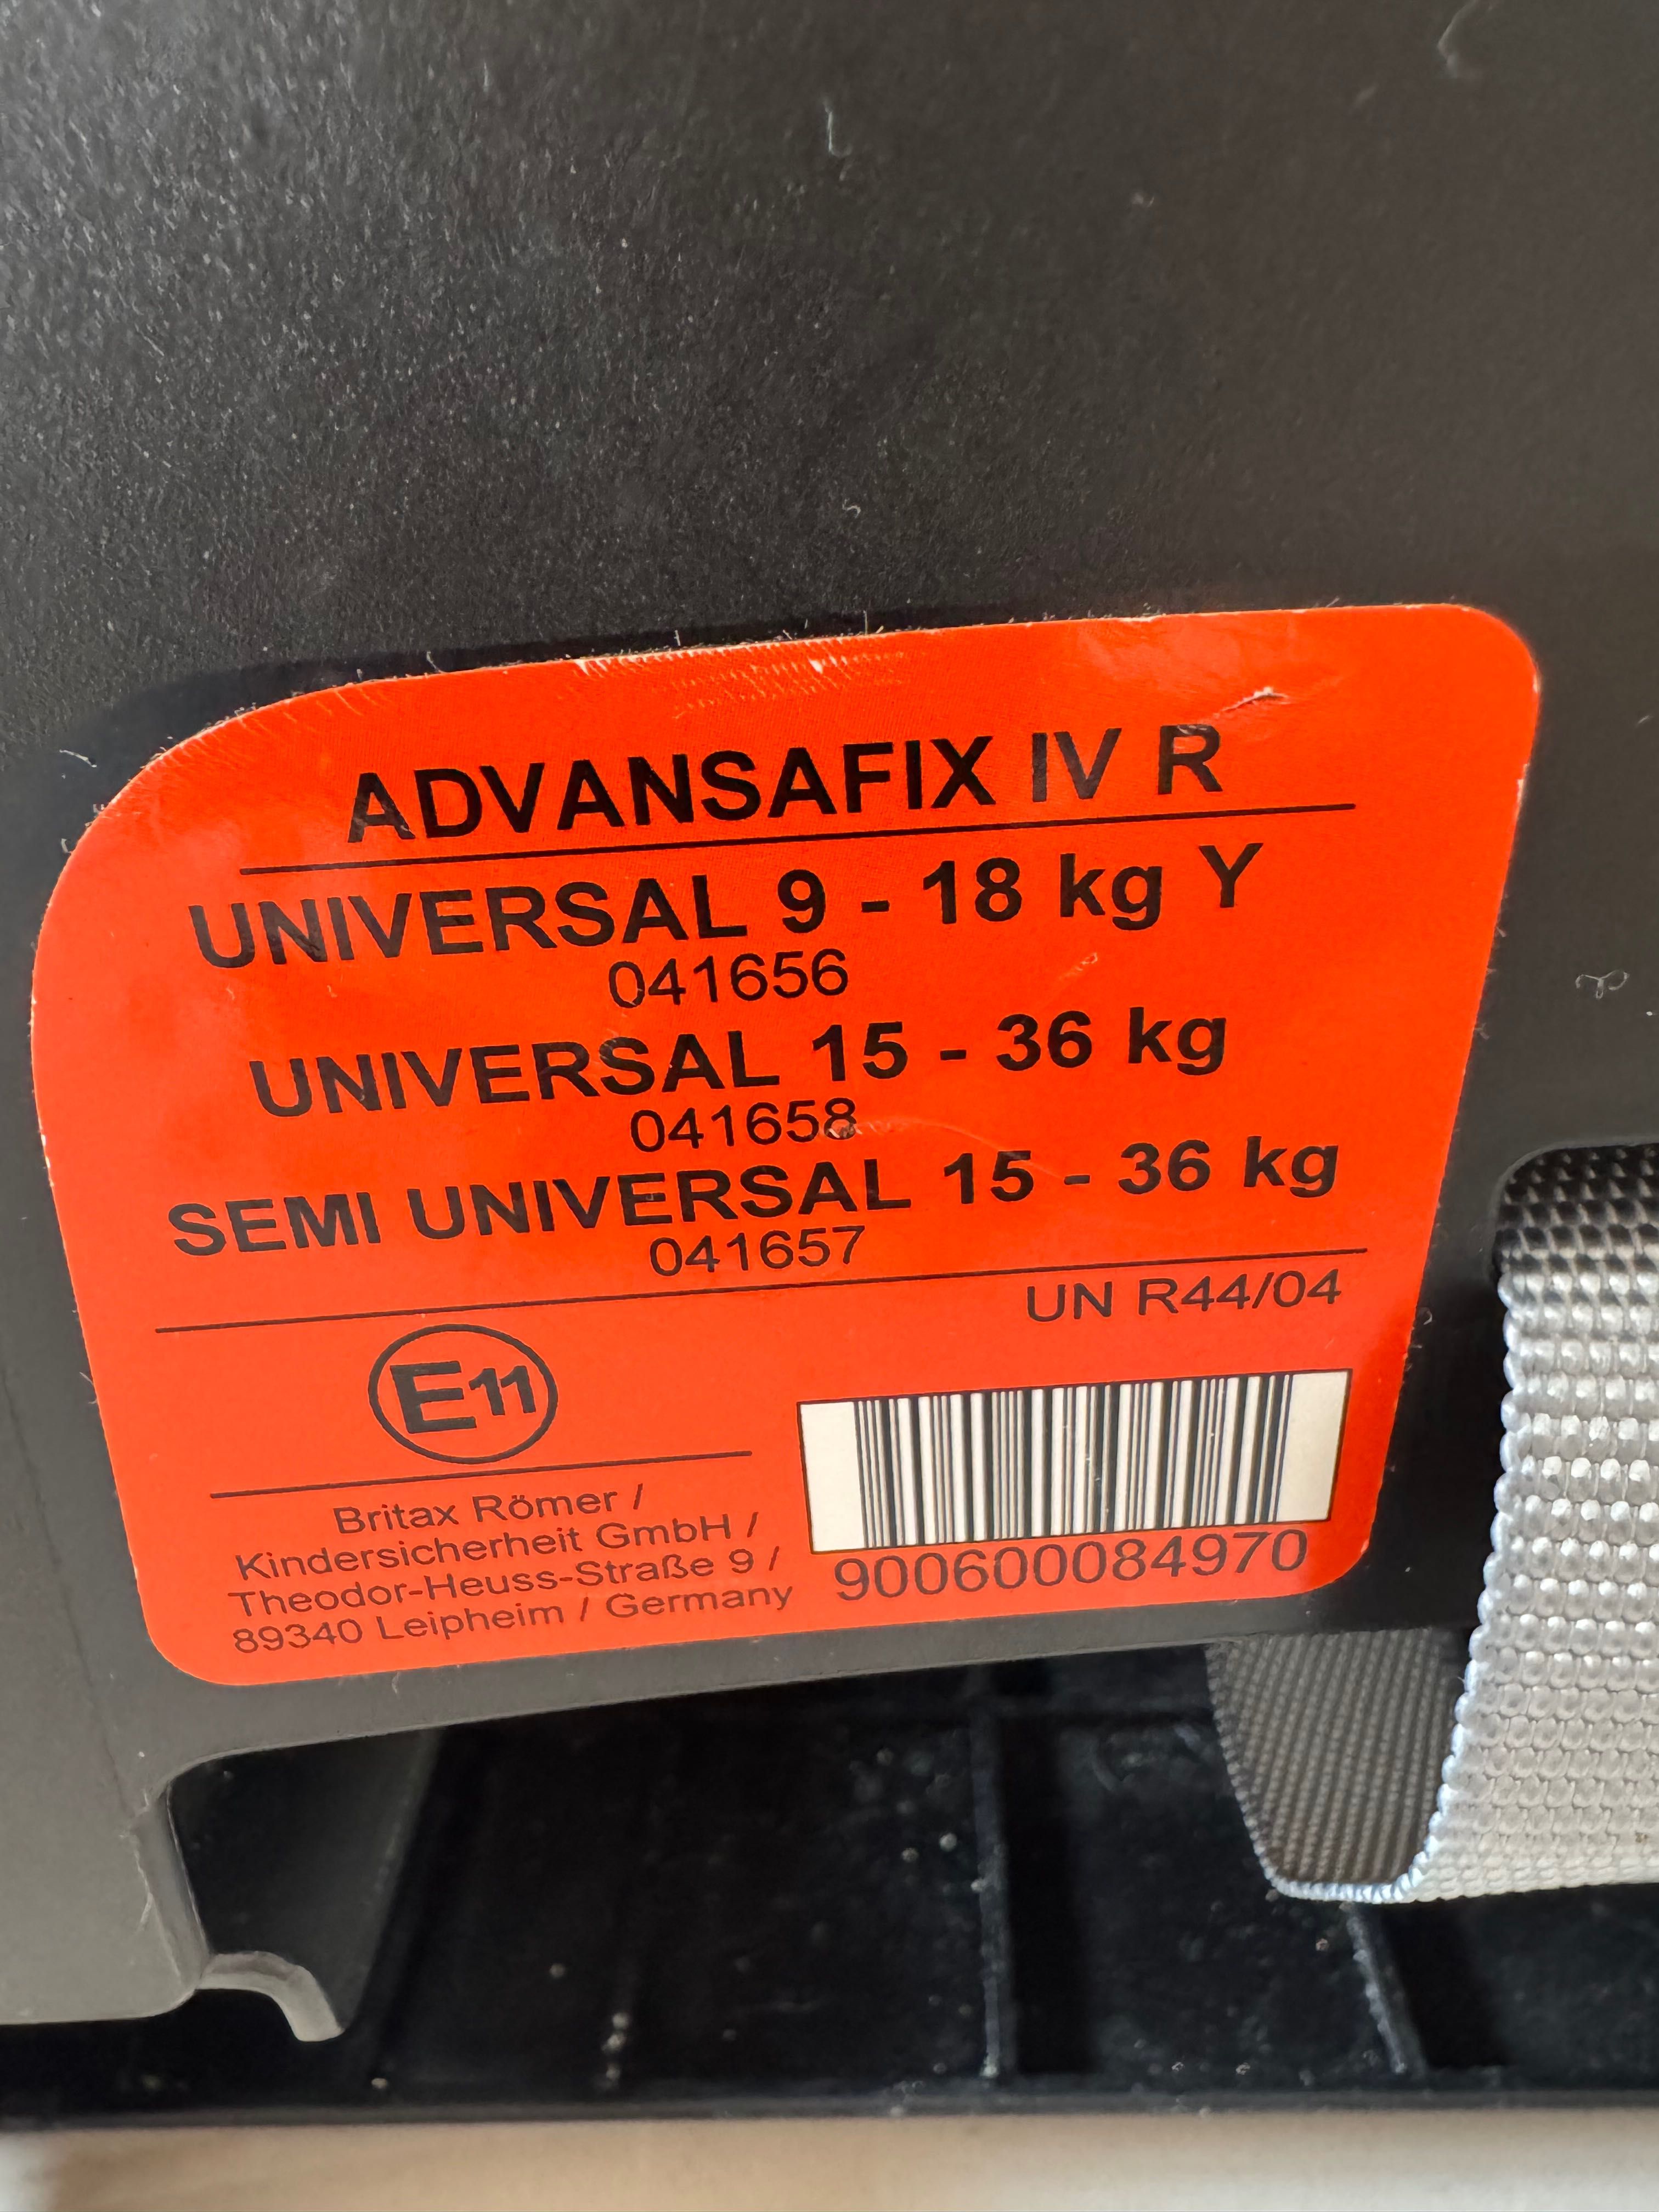 ADVANSAFIX IV R
UNIVERSAL 9 - 18 kg Y
041656
UNIVERSAL 15 - 36 kg
041658
SEMI UNIVERSAL 15 - 36 kg
041657
UN R44/04
E11
Britax Römer /
Kindersicherheit GmbH /
Theodor-Heuss-Straße 9 /
89340 Leipheim / Germany
900600084970